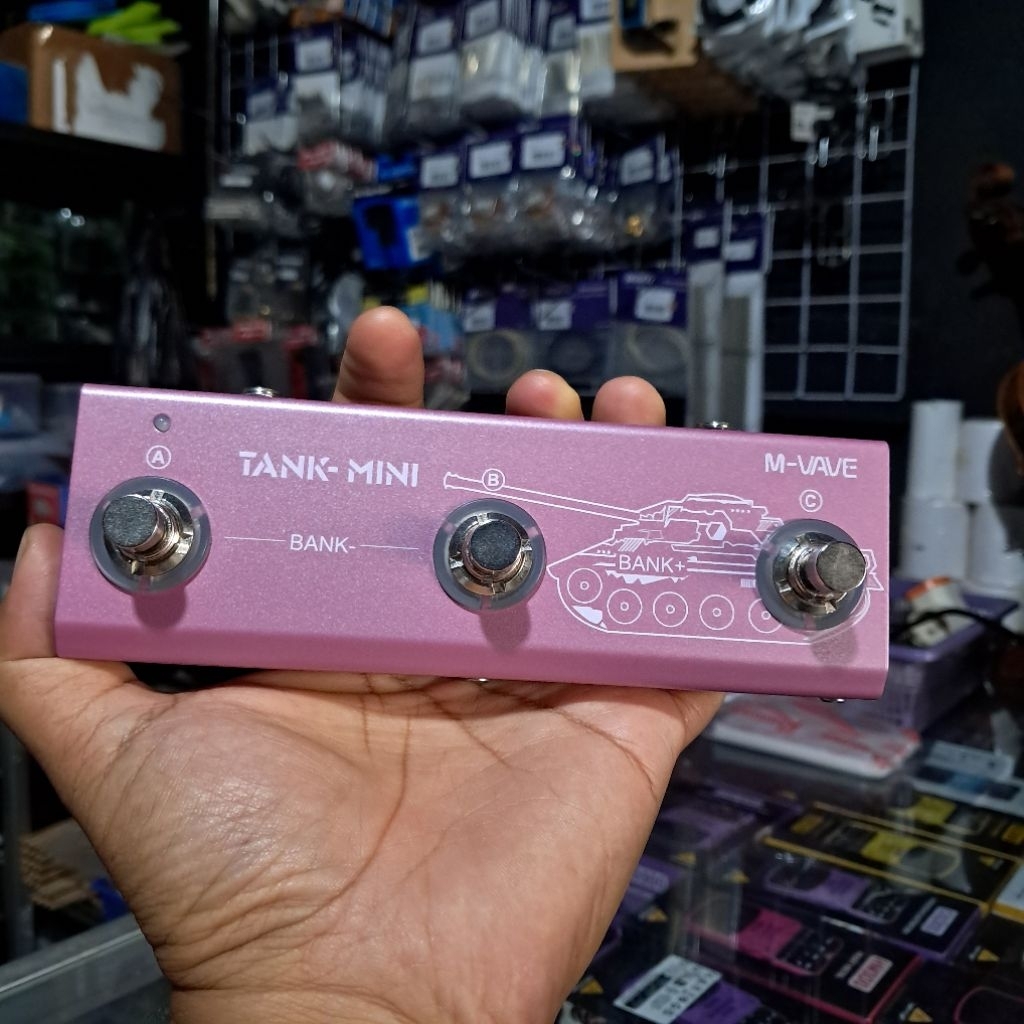 A
TANK- MINI
B
M-VAVE
C
BANK-
BANK+